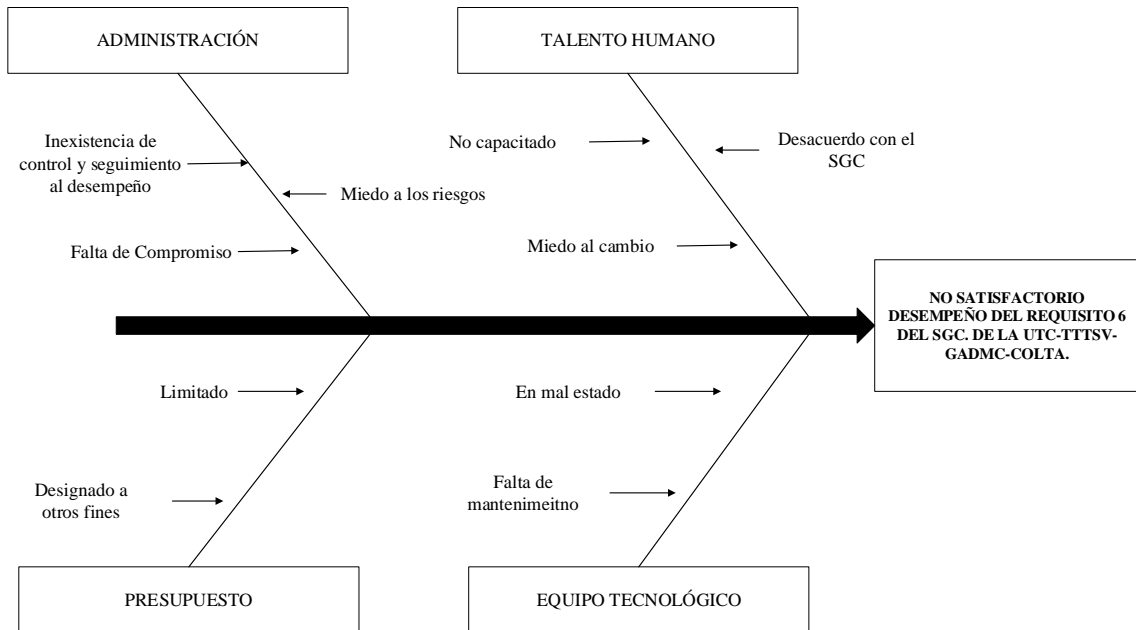 ADMINISTRACIÓN
TALENTO HUMANO
Inexistencia de
control y seguimiento
al desempeño
Miedo a los riesgos
Falta de Compromiso
No capacitado
Desacuerdo con el
SGC
Miedo al cambio
NO SATISFACTORIO
DESEMPEÑO DEL REQUISITO 6
DEL SGC. DE LA UTC-TTTSV-
GADMC-COLTA.
Limitado
Designado a
otros fines
En mal estado
Falta de
mantenimeitno
PRESUPUESTO
EQUIPO TECNOLÓGICO